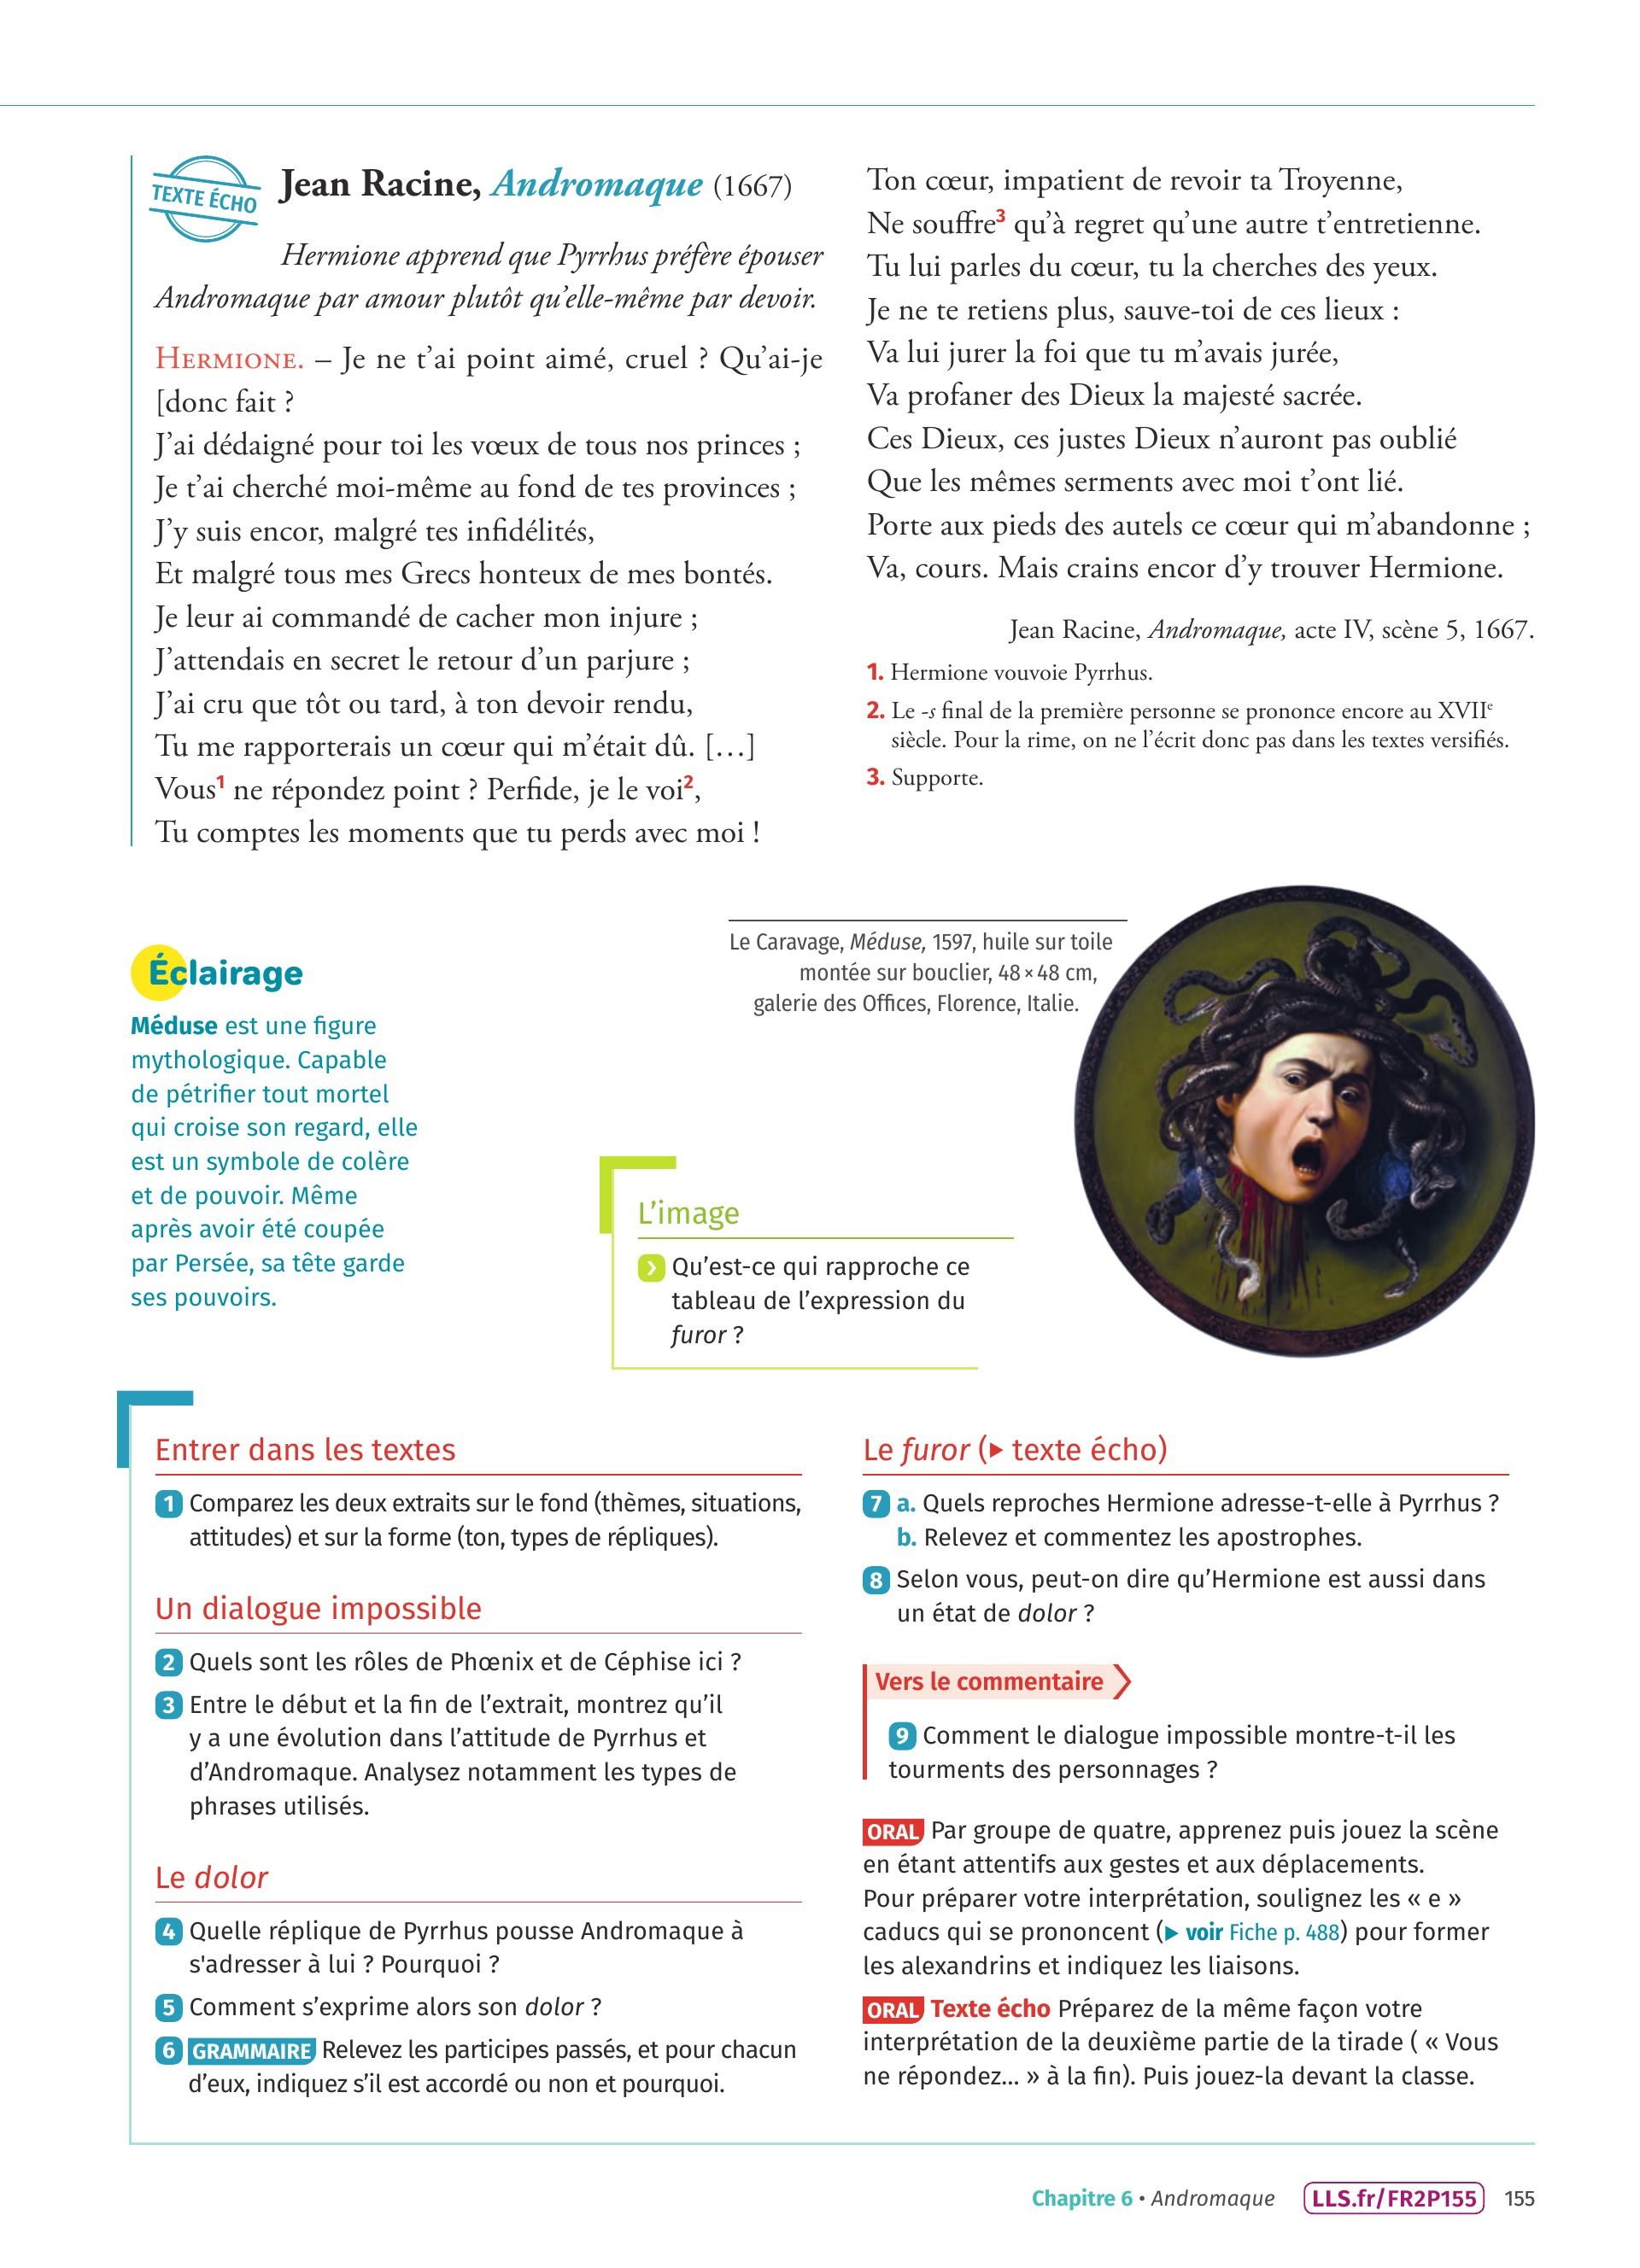 TEXTE ÉCHO
Jean Racine, Andromaque (1667)
Hermione apprend que Pyrrhus préfère épouser
Andromaque par amour plutôt qu’elle-même par devoir.
HERMIONE. – Je ne t’ai point aimé, cruel ? Qu’ai-je
[donc fait ?
J’ai dédaigné pour toi les vœux de tous nos princes ;
Je t’ai cherché moi-même au fond de tes provinces ;
J’y suis encor, malgré tes infidélités,
Et malgré tous mes Grecs honteux de mes bontés.
Je leur ai commandé de cacher mon injure ;
J’attendais en secret le retour d’un parjure ;
J’ai cru que tôt ou tard, à ton devoir rendu,
Tu me rapporterais un cœur qui m’était dû. […]
Vous1 ne répondez point ? Perfide, je le voi2,
Tu comptes les moments que tu perds avec moi !
Ton cœur, impatient de revoir ta Troyenne,
Ne souffre3 qu’à regret qu’une autre t’entretienne.
Tu lui parles du cœur, tu la cherches des yeux.
Je ne te retiens plus, sauve-toi de ces lieux :
Va lui jurer la foi que tu m’avais jurée,
Va profaner des Dieux la majesté sacrée.
Ces Dieux, ces justes Dieux n’auront pas oublié
Que les mêmes serments avec moi t’ont lié.
Porte aux pieds des autels ce cœur qui m’abandonne ;
Va, cours. Mais crains encor d’y trouver Hermione.
Jean Racine, Andromaque, acte IV, scène 5, 1667.
1. Hermione vouvoie Pyrrhus.
2. Le -s final de la première personne se prononce encore au XVIIe
siècle. Pour la rime, on ne l’écrit donc pas dans les textes versifiés.
3. Supporte.
Le Caravage, Méduse, 1597, huile sur toile
montée sur bouclier, 48 × 48 cm,
galerie des Offices, Florence, Italie.
Éclairage
Méduse est une figure
mythologique. Capable
de pétrifier tout mortel
qui croise son regard, elle
est un symbole de colère
et de pouvoir. Même
après avoir été coupée
par Persée, sa tête garde
ses pouvoirs.
L’image
Qu’est-ce qui rapproche ce
tableau de l’expression du
furor ?
Entrer dans les textes
1 Comparez les deux extraits sur le fond (thèmes, situations,
attitudes) et sur la forme (ton, types de répliques).
Un dialogue impossible
2 Quels sont les rôles de Phœnix et de Céphise ici ?
3 Entre le début et la fin de l’extrait, montrez qu’il
y a une évolution dans l’attitude de Pyrrhus et
d’Andromaque. Analysez notamment les types de
phrases utilisés.
Le dolor
4 Quelle réplique de Pyrrhus pousse Andromaque à
s'adresser à lui ? Pourquoi ?
5 Comment s’exprime alors son dolor ?
6 GRAMMAIRE Relevez les participes passés, et pour chacun
d’eux, indiquez s’il est accordé ou non et pourquoi.
Le furor (▶ texte écho)
7 a. Quels reproches Hermione adresse-t-elle à Pyrrhus ?
b. Relevez et commentez les apostrophes.
8 Selon vous, peut-on dire qu’Hermione est aussi dans
un état de dolor ?
Vers le commentaire
9 Comment le dialogue impossible montre-t-il les
tourments des personnages ?
ORAL Par groupe de quatre, apprenez puis jouez la scène
en étant attentifs aux gestes et aux déplacements.
Pour préparer votre interprétation, soulignez les « e »
caducs qui se prononcent (▶ voir Fiche p. 488) pour former
les alexandrins et indiquez les liaisons.
ORAL Texte écho Préparez de la même façon votre
interprétation de la deuxième partie de la tirade ( « Vous
ne répondez... » à la fin). Puis jouez-la devant la classe.
Chapitre 6 • Andromaque LLS.fr/FR2P155 155